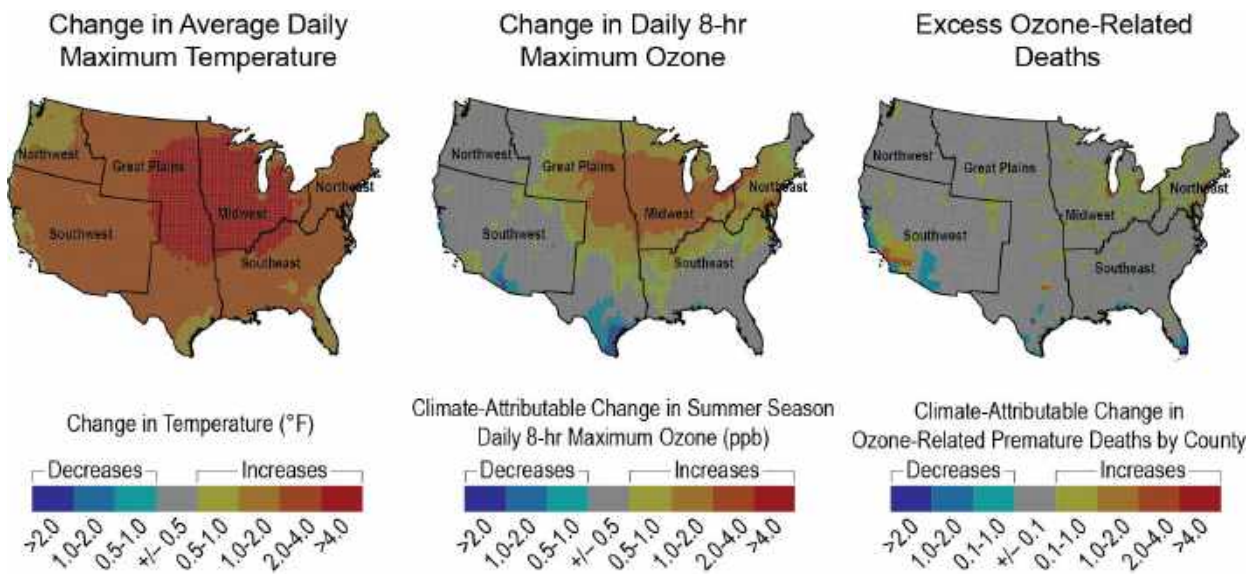 Change in Average Daily
Maximum Temperature
Northwest
Great Plains
Northeast
Midwest
Southwest
Southeast
Change in Temperature (°F)
Decreases
Increases
>2.0
1.0-2.0
0.5-1.0
+/- 0.5
0.5-1.0
1.0-2.0
2.0-4.0
>4.0
Change in Daily 8-hr
Maximum Ozone
Northwest
Great Plains
Northeast
Midwest
Southwest
Southeast
Climate-Attributable Change in Summer Season
Daily 8-hr Maximum Ozone (ppb)
Decreases
Increases
>2.0
1.0-2.0
0.5-1.0
+/- 0.5
0.5-1.0
1.0-2.0
2.0-4.0
>4.0
Excess Ozone-Related
Deaths
Northwest
Great Plains
Northeast
Midwest
Southwest
Southeast
Climate-Attributable Change in
Ozone-Related Premature Deaths by County
Decreases
Increases
>2.0
1.0-2.0
0.1-1.0
+/- 0.1
0.1-1.0
1.0-2.0
2.0-4.0
>4.0